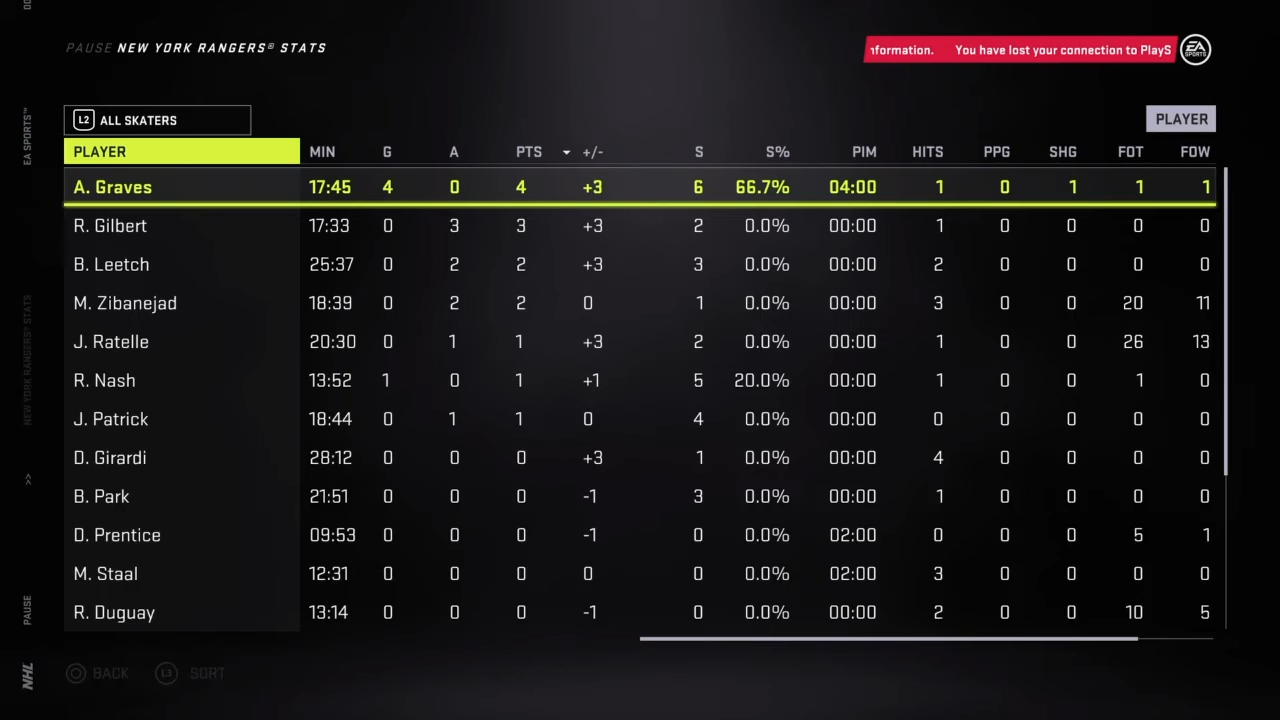 PAUSE NEW YORK RANGERS® STATS
nformation. You have lost your connection to PlayS
EA SPORTS
L2 ALL SKATERS
PLAYER
PLAYER MIN G A PTS +/- S S% PIM HITS PPG SHG FOT FOW
A. Graves 17:45 4 0 4 +3 6 66.7% 04:00 1 0 1 1 1
R. Gilbert 17:33 0 3 3 +3 2 0.0% 00:00 1 0 0 0 0
B. Leetch 25:37 0 2 2 +3 3 0.0% 00:00 2 0 0 0 0
M. Zibanejad 18:39 0 2 2 0 1 0.0% 00:00 3 0 0 20 11
J. Ratelle 20:30 0 1 1 +3 2 0.0% 00:00 1 0 0 26 13
R. Nash 13:52 1 0 1 +1 5 20.0% 00:00 1 0 0 1 0
J. Patrick 18:44 0 1 1 0 4 0.0% 00:00 0 0 0 0 0
D. Girardi 28:12 0 0 0 +3 1 0.0% 00:00 4 0 0 0 0
B. Park 21:51 0 0 0 -1 3 0.0% 00:00 1 0 0 0 0
D. Prentice 09:53 0 0 0 -1 0 0.0% 02:00 0 0 0 5 1
M. Staal 12:31 0 0 0 0 0 0.0% 02:00 3 0 0 0 0
R. Duguay 13:14 0 0 0 -1 0 0.0% 00:00 2 0 0 10 5
BACK L3 SORT
EA SPORTS™
NEW YORK RANGERS® STATS
>>
PAUSE
NHL